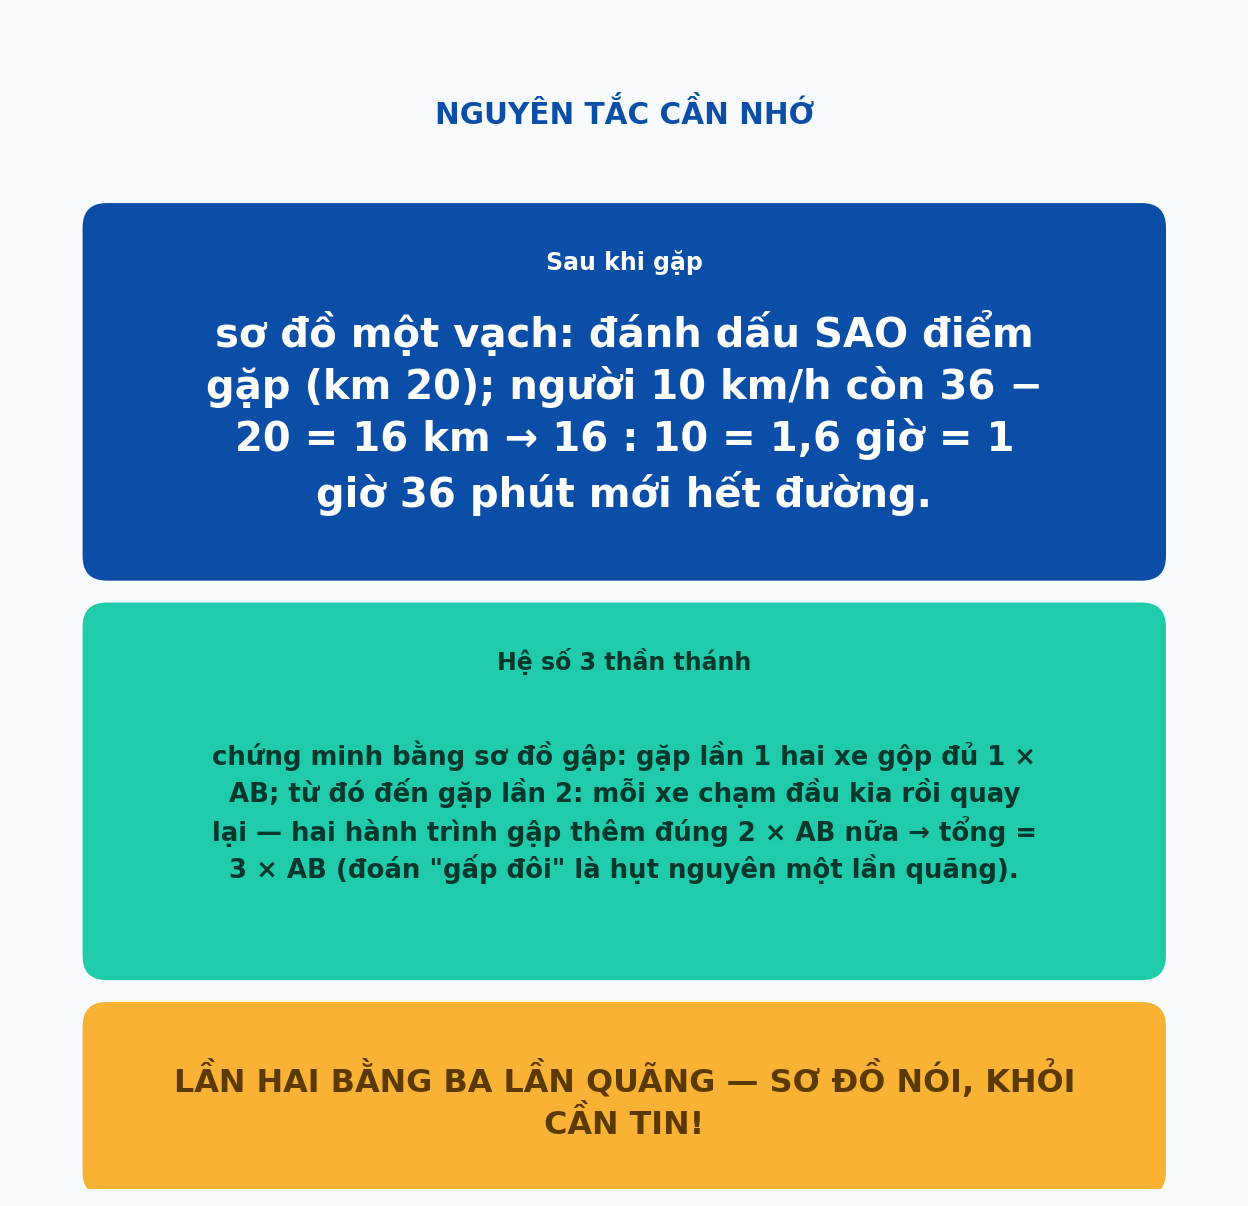 NGUYÊN TẮC CẦN NHỚ
Sau khi gặp
sơ đồ một vạch: đánh dấu SAO điểm
gặp (km 20); người 10 km/h còn 36 −
20 = 16 km → 16 : 10 = 1,6 giờ = 1
giờ 36 phút mới hết đường.
Hệ số 3 thần thánh
chứng minh bằng sơ đồ gập: gặp lần 1 hai xe gộp đủ 1 ×
AB; từ đó đến gặp lần 2: mỗi xe chạm đầu kia rồi quay
lại — hai hành trình gập thêm đúng 2 × AB nữa → tổng =
3 × AB (đoán "gấp đôi" là hụt nguyên một lần quãng).
LẦN HAI BẰNG BA LẦN QUÃNG — SƠ ĐỒ NÓI, KHỎI
CẦN TIN!